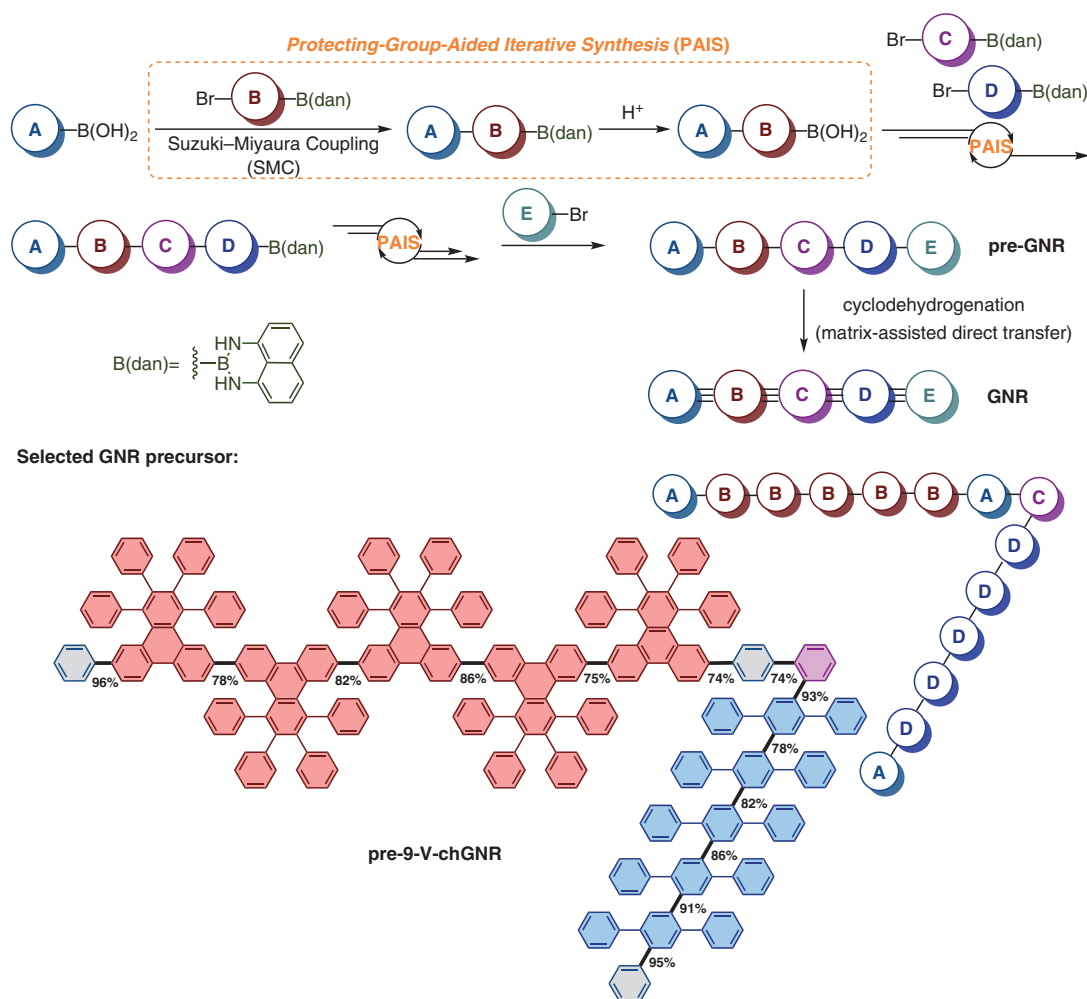 Protecting-Group-Aided Iterative Synthesis (PAIS)
Br C B(dan)
Br B B(dan)
Br D B(dan)
A B(OH)2
Suzuki–Miyaura Coupling
(SMC)
A B B(dan)
H+
A B B(OH)2
PAIS
A B C D B(dan)
PAIS
E Br
A B C D E
pre-GNR
cyclodehydrogenation
(matrix-assisted direct transfer)
B(dan)=
HN
B
HN
A B C D E
GNR
Selected GNR precursor:
A B B B B B A C
D
D
D
D
D
A
96% 78% 82% 86% 75% 74% 74%
93%
78%
82%
86%
91%
95%
pre-9-V-chGNR